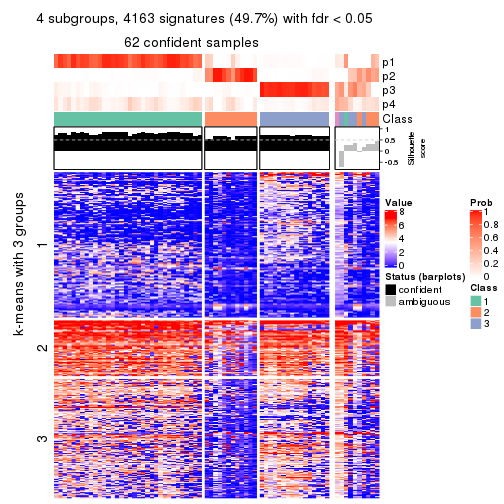 4 subgroups, 4163 signatures (49.7%) with fdr < 0.05
62 confident samples
p1
p2
p3
p4
Class
1
0.5
0
-0.5
Silhouette
score
k-means with 3 groups
1
2
3
Value
8
6
4
2
0
Status (barplots)
confident
ambiguous
Prob
1
0.8
0.6
0.4
0.2
0
Class
1
2
3